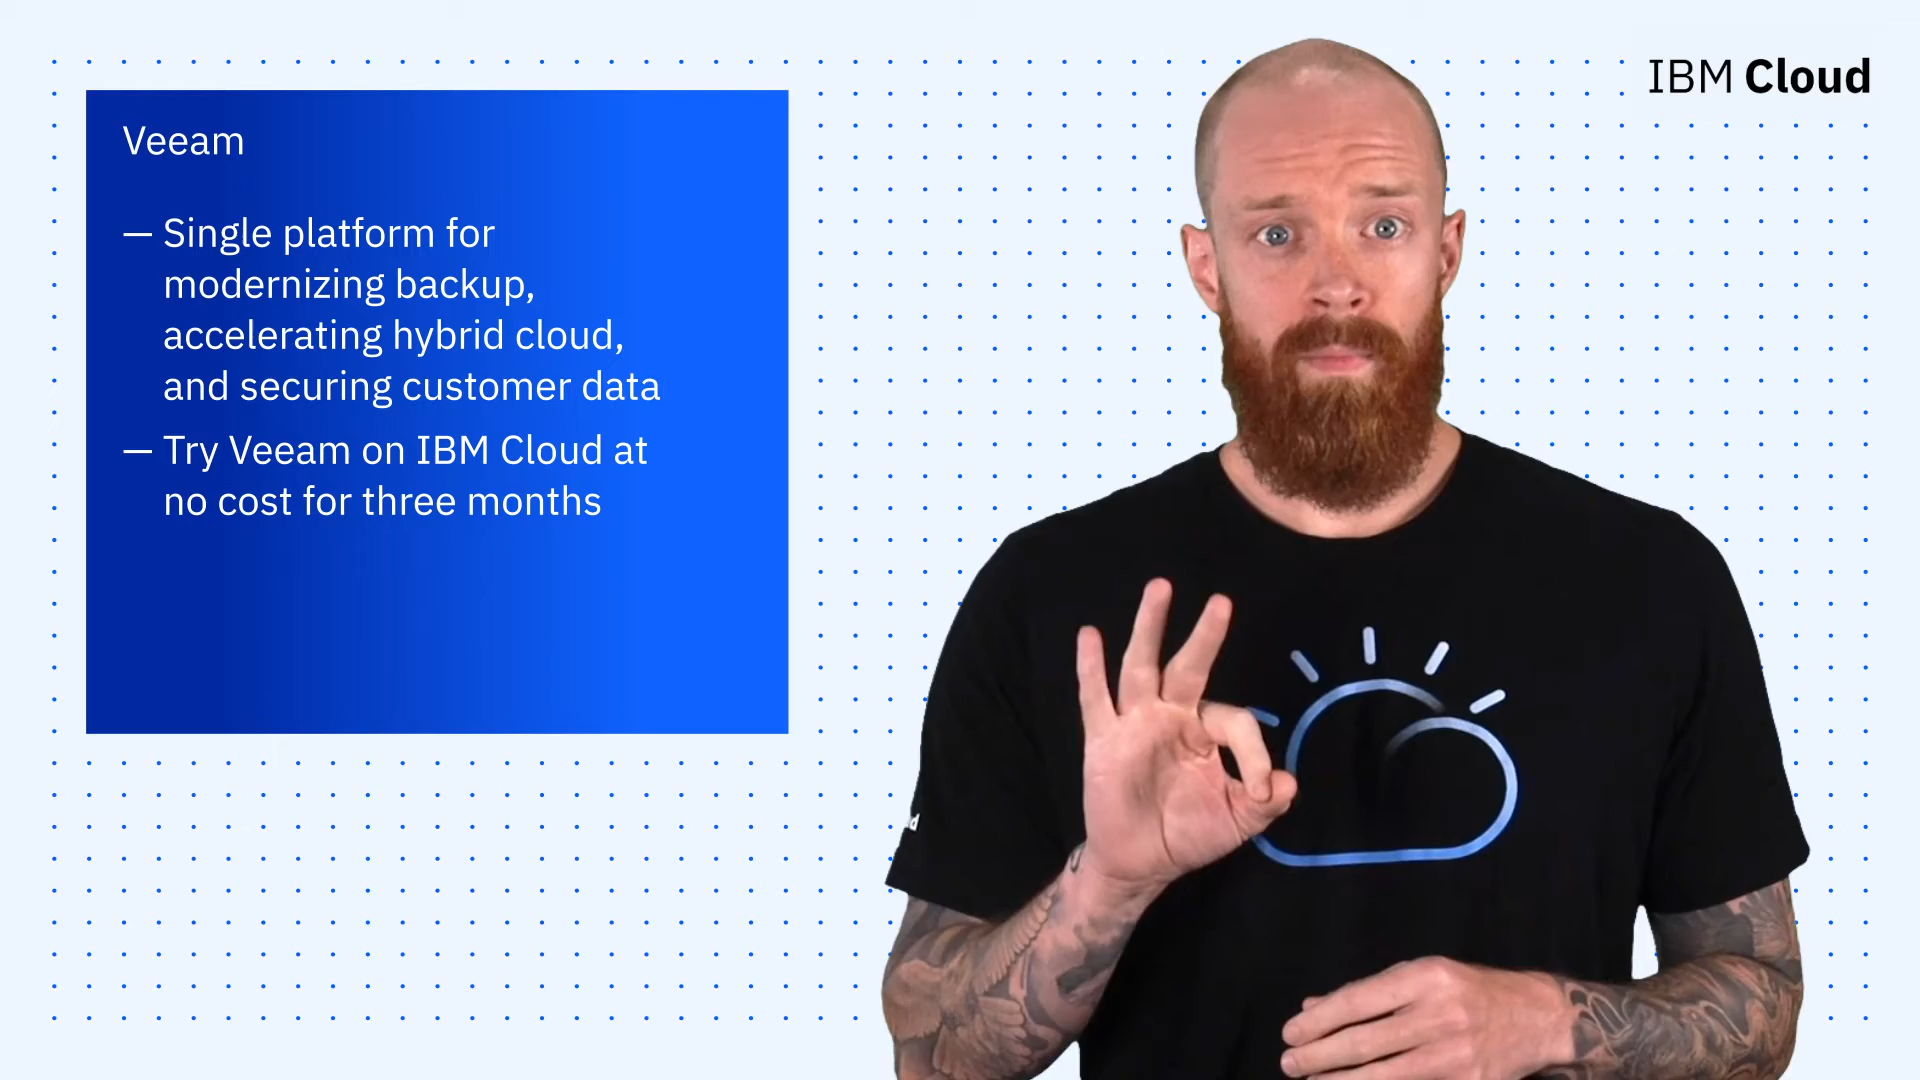 IBM Cloud
Veeam
— Single platform for
modernizing backup,
accelerating hybrid cloud,
and securing customer data
— Try Veeam on IBM Cloud at
no cost for three months